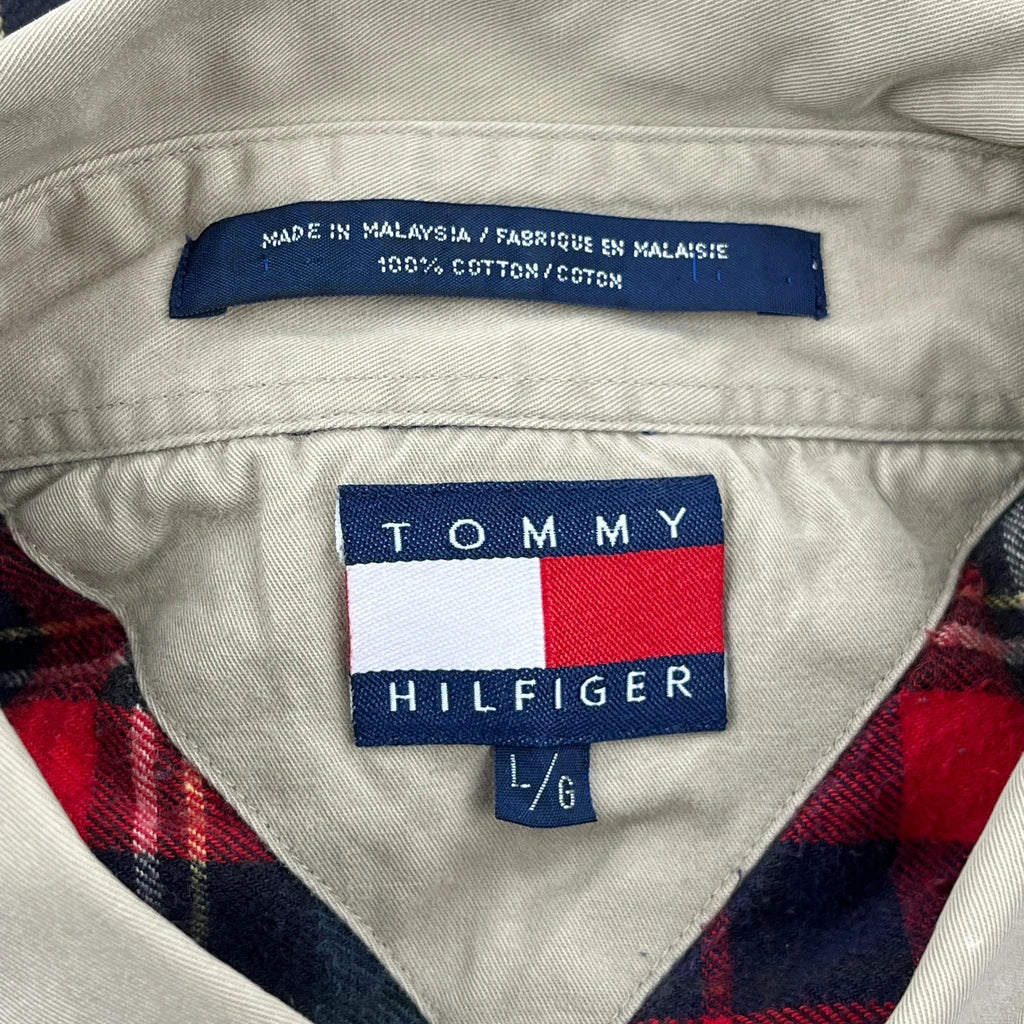 MADE IN MALAYSIA / FABRIQUE EN MALAISIE
100% COTTON / COTON
TOMMY
HILFIGER
L/G